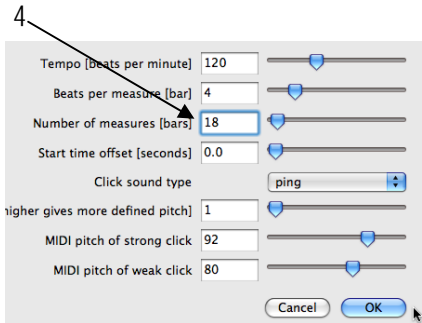 4
Tempo [beats per minute] 120
Beats per measure [bar] 4
Number of measures [bars] 18
Start time offset [seconds] 0.0
Click sound type ping
higher gives more defined pitch] 1
MIDI pitch of strong click 92
MIDI pitch of weak click 80
Cancel OK